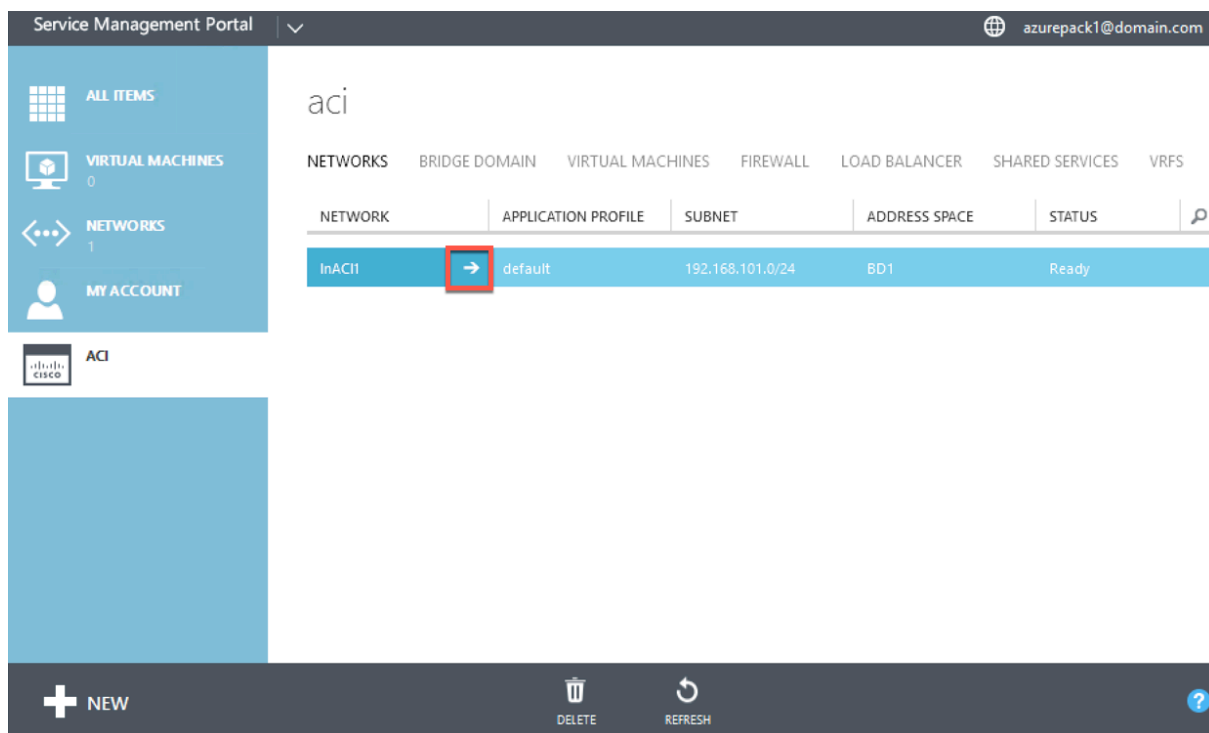 Service Management Portal
azurepack1@domain.com
ALL ITEMS
VIRTUAL MACHINES
0
NETWORKS
1
MY ACCOUNT
CISCO
ACI
aci
NETWORKS BRIDGE DOMAIN VIRTUAL MACHINES FIREWALL LOAD BALANCER SHARED SERVICES VRFS
NETWORK APPLICATION PROFILE SUBNET ADDRESS SPACE STATUS
InACI1 default 192.168.101.0/24 BD1 Ready
NEW
DELETE
REFRESH
?